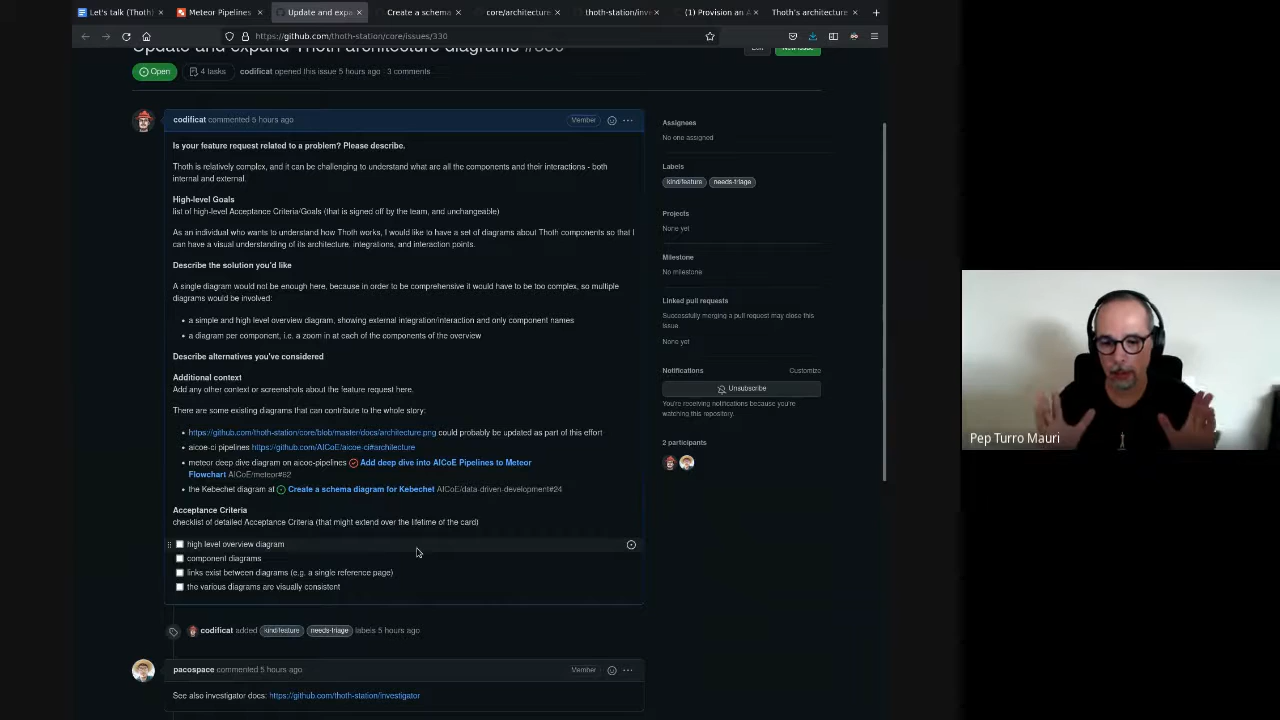 Let's talk (Thoth)
Meteor Pipelines
Update and expa
Create a schema
core/architecture
thoth-station/inve
(1) Provision an A
Thoth's architecture
https://github.com/thoth-station/core/issues/330
Update and expand Thoth architecture diagrams #330
Edit
New issue
Open
4 tasks
codificat opened this issue 5 hours ago · 3 comments
codificat commented 5 hours ago
Member
Is your feature request related to a problem? Please describe.
Thoth is relatively complex, and it can be challenging to understand what are all the components and their interactions - both
internal and external.
High-level Goals
list of high-level Acceptance Criteria/Goals (that is signed off by the team, and unchangeable)
As an individual who wants to understand how Thoth works, I would like to have a set of diagrams about Thoth components so that I
can have a visual understanding of its architecture, integrations, and interaction points.
Describe the solution you'd like
A single diagram would not be enough here, because in order to be comprehensive it would have to be too complex, so multiple
diagrams would be involved:
• a simple and high level overview diagram, showing external integration/interaction and only component names
• a diagram per component, i.e. a zoom in at each of the components of the overview
Describe alternatives you've considered
Additional context
Add any other context or screenshots about the feature request here.
There are some existing diagrams that can contribute to the whole story:
• https://github.com/thoth-station/core/blob/master/docs/architecture.png could probably be updated as part of this effort
• aicoe-ci pipelines https://github.com/AICoE/aicoe-ci#architecture
• meteor deep dive diagram on aicoe-pipelines Add deep dive into AICoE Pipelines to Meteor
Flowchart AICoE/meteor#62
• the Kebechet diagram at Create a schema diagram for Kebechet AICoE/data-driven-development#24
Acceptance Criteria
checklist of detailed Acceptance Criteria (that might extend over the lifetime of the card)
high level overview diagram
component diagrams
links exist between diagrams (e.g. a single reference page)
the various diagrams are visually consistent
codificat added kind/feature needs-triage labels 5 hours ago
pacospace commented 5 hours ago
Member
See also investigator docs: https://github.com/thoth-station/investigator
Assignees
No one assigned
Labels
kind/feature needs-triage
Projects
None yet
Milestone
No milestone
Linked pull requests
Successfully merging a pull request may close this
issue.
None yet
Notifications
Customize
Unsubscribe
You're receiving notifications because you're
watching this repository.
2 participants
Pep Turro Mauri